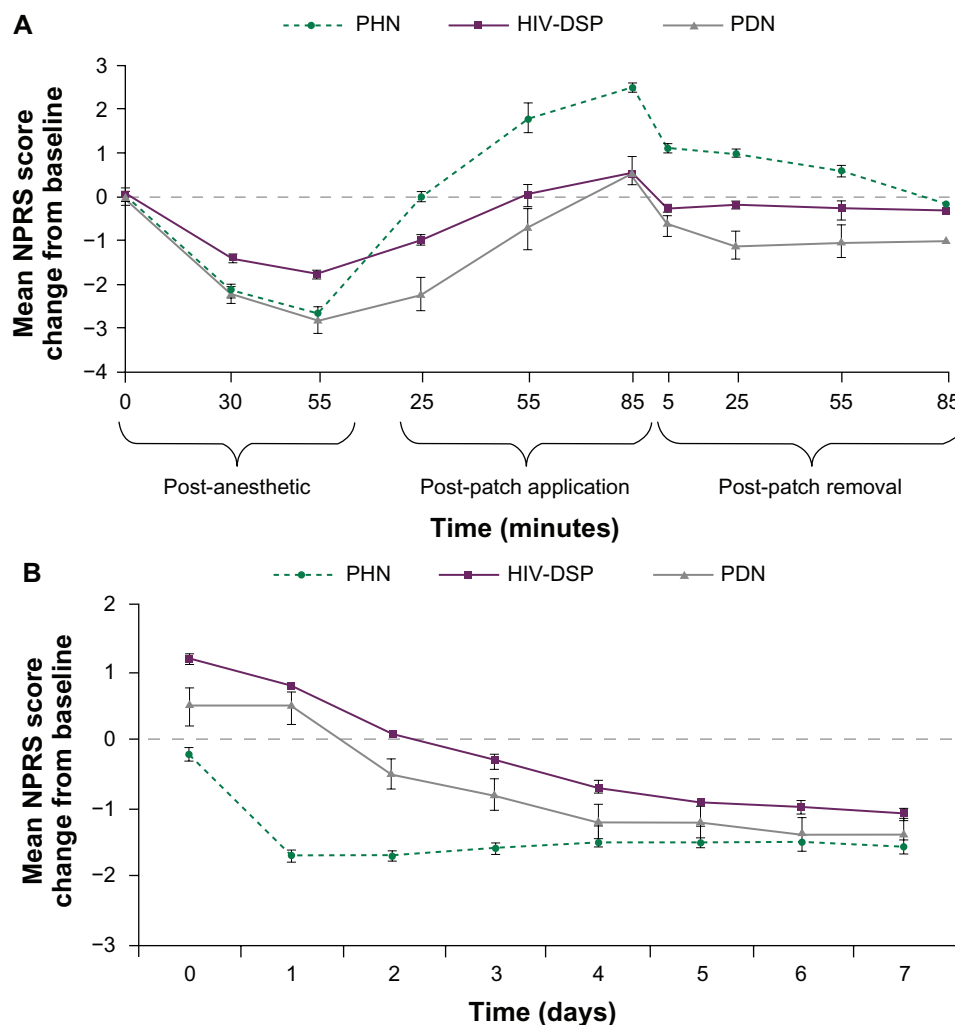 A
PHN HIV-DSP PDN
Mean NPRS score
change from baseline
3
2
1
0
−1
−2
−3
−4
0 30 55 25 55 85 5 25 55 85
Post-anesthetic Post-patch application Post-patch removal
Time (minutes)
B
PHN HIV-DSP PDN
Mean NPRS score
change from baseline
2
1
0
−1
−2
−3
0 1 2 3 4 5 6 7
Time (days)